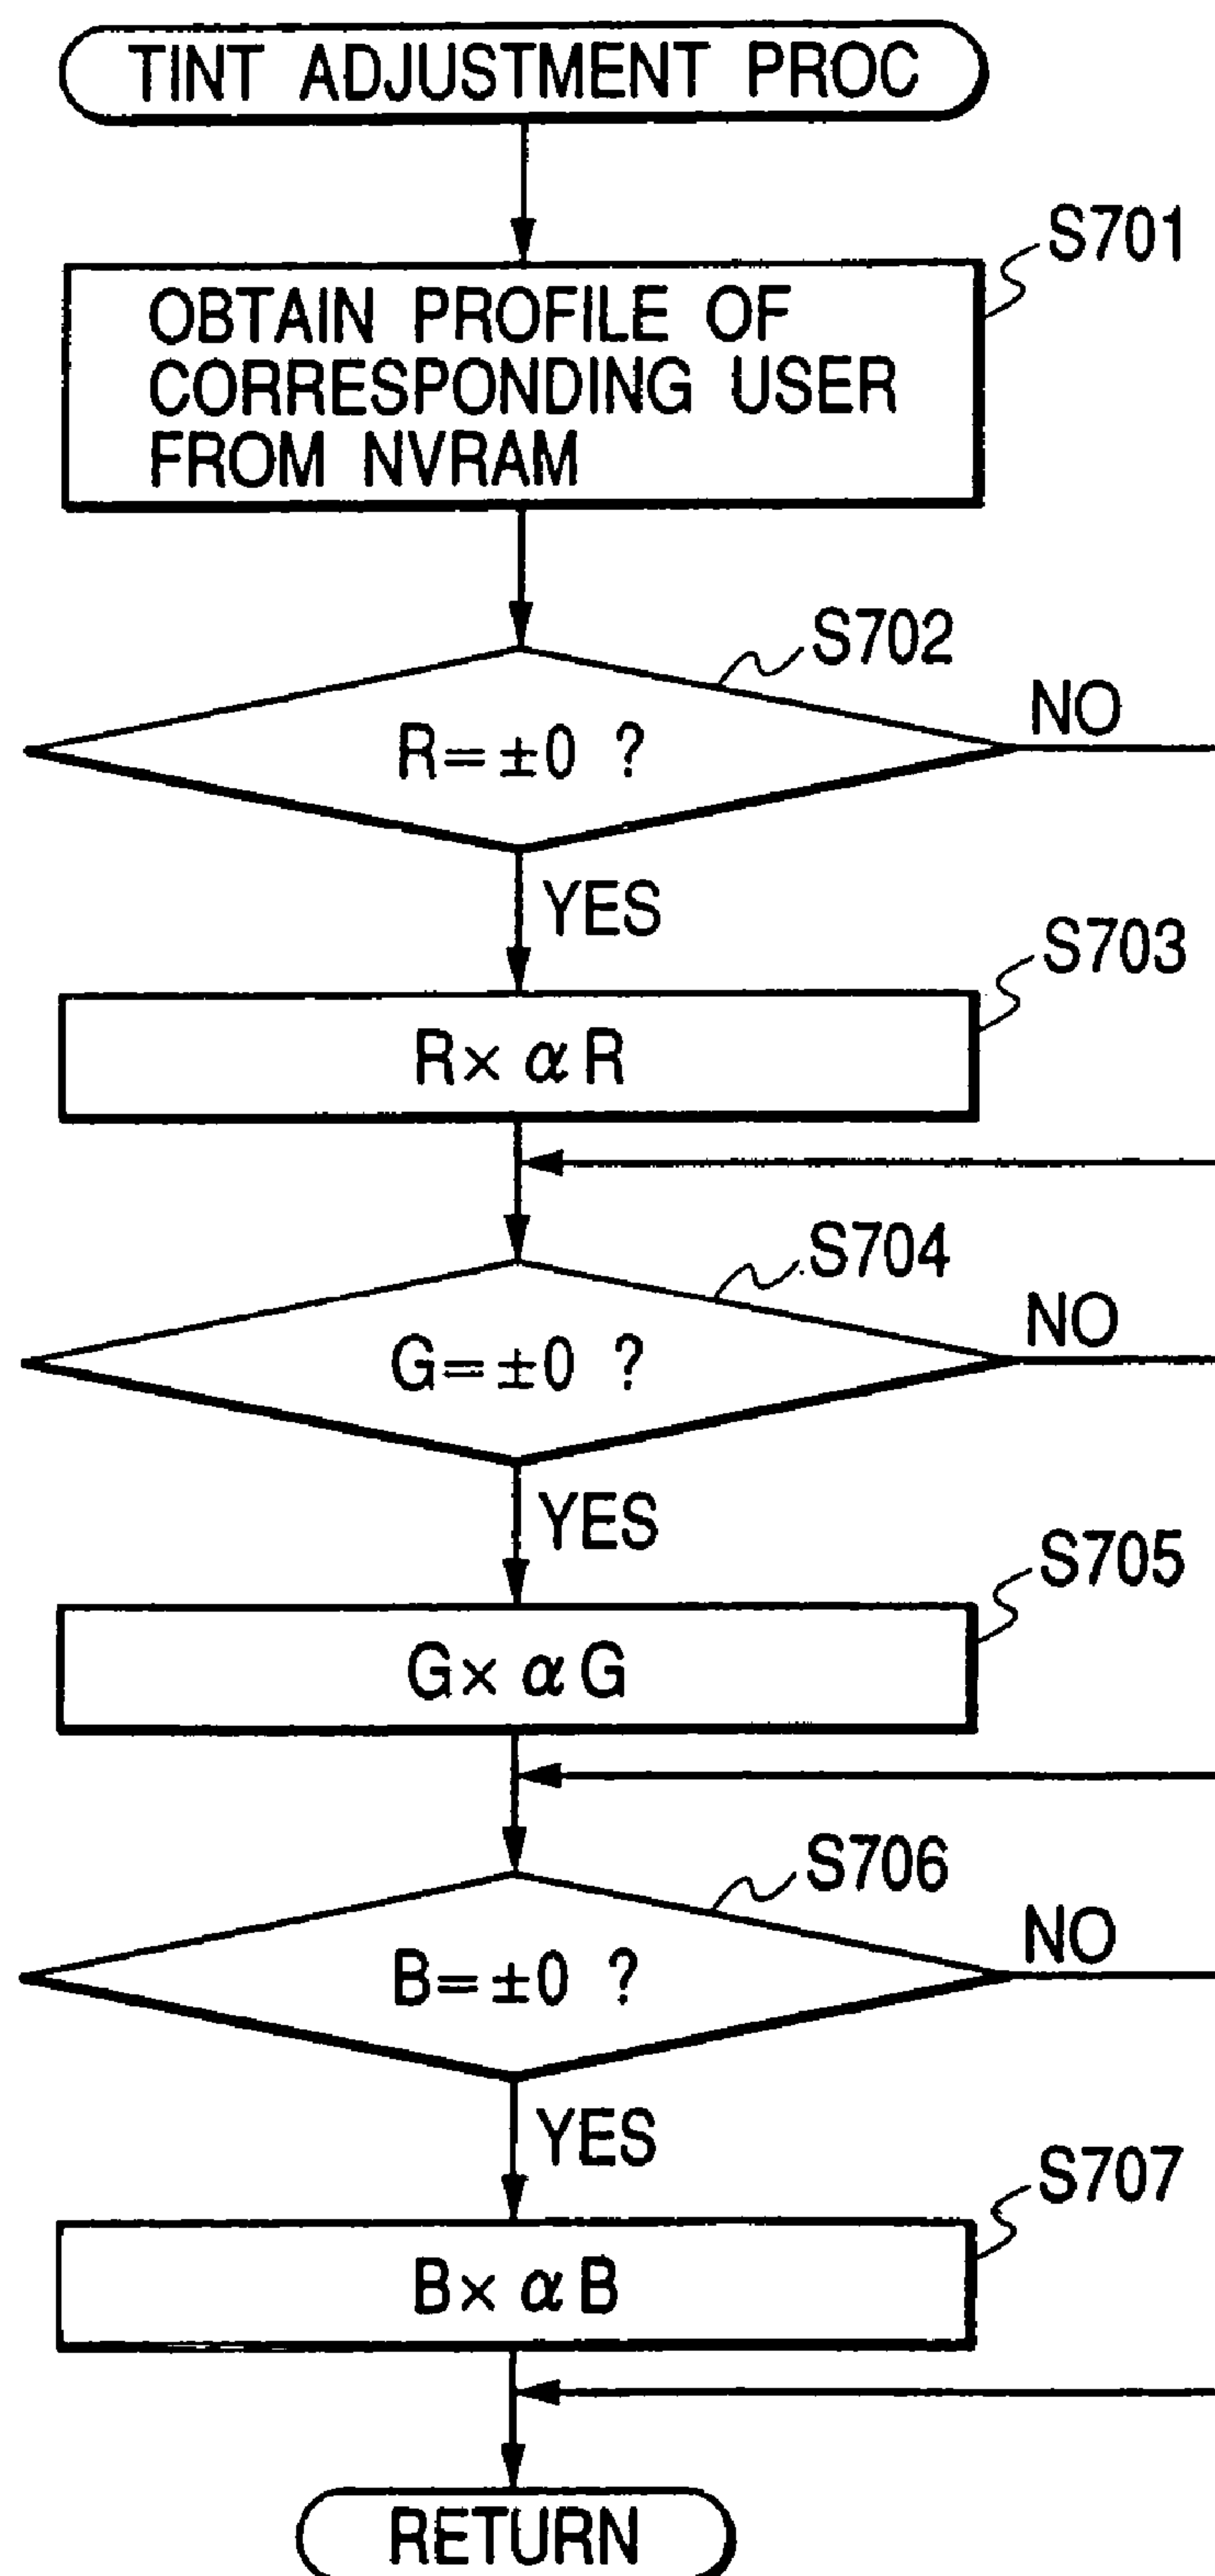 TINT ADJUSTMENT PROC
S701
OBTAIN PROFILE OF
CORRESPONDING USER
FROM NVRAM
S702
R=±0 ?
NO
YES
S703
R× αR
S704
G=±0 ?
NO
YES
S705
G× αG
S706
B=±0 ?
NO
YES
S707
B× αB
RETURN